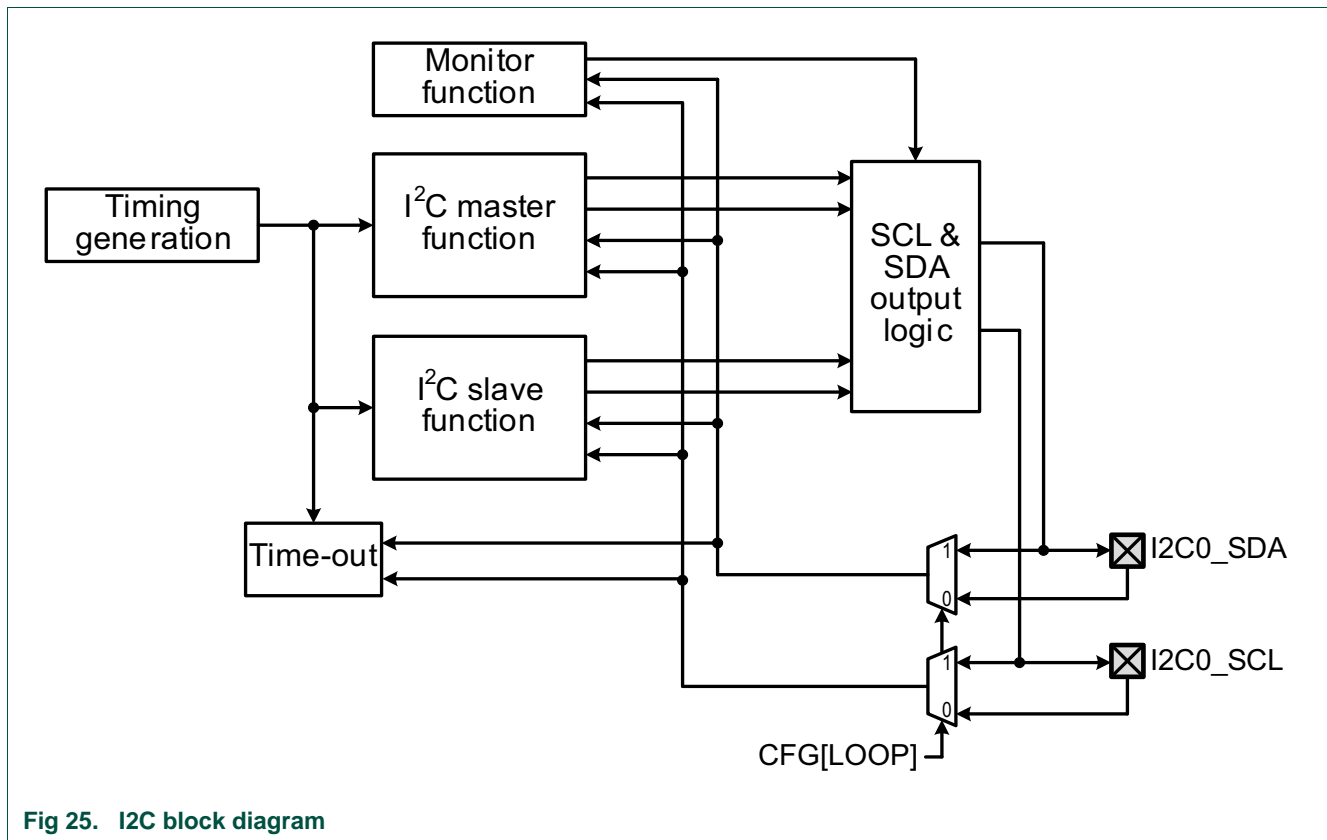 Monitor
function
Timing
generation
I²C master
function
SCL &
SDA
output
logic
I²C slave
function
Time-out
1
0
I2C0_SDA
1
0
I2C0_SCL
CFG[LOOP]
Fig 25. I2C block diagram